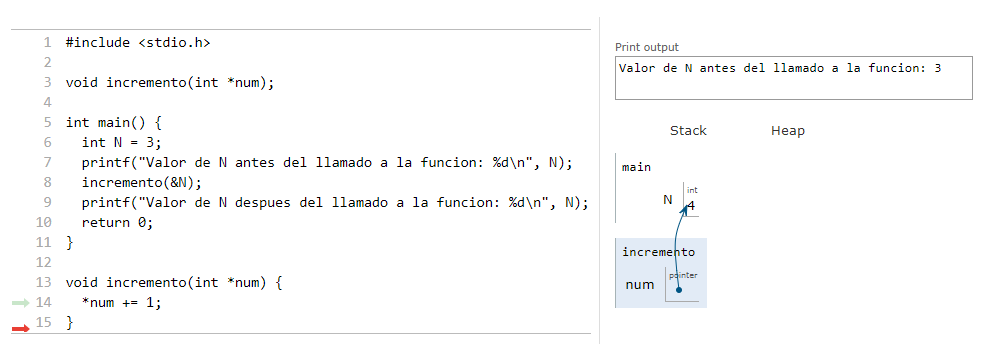 1 #include <stdio.h>
2
3 void incremento(int *num);
4
5 int main() {
6   int N = 3;
7   printf("Valor de N antes del llamado a la funcion: %d\n", N);
8   incremento(&N);
9   printf("Valor de N despues del llamado a la funcion: %d\n", N);
10   return 0;
11 }
12
13 void incremento(int *num) {
14   *num += 1;
15 }
Print output
Valor de N antes del llamado a la funcion: 3
Stack Heap
main
int
N 4
incremento
pointer
num